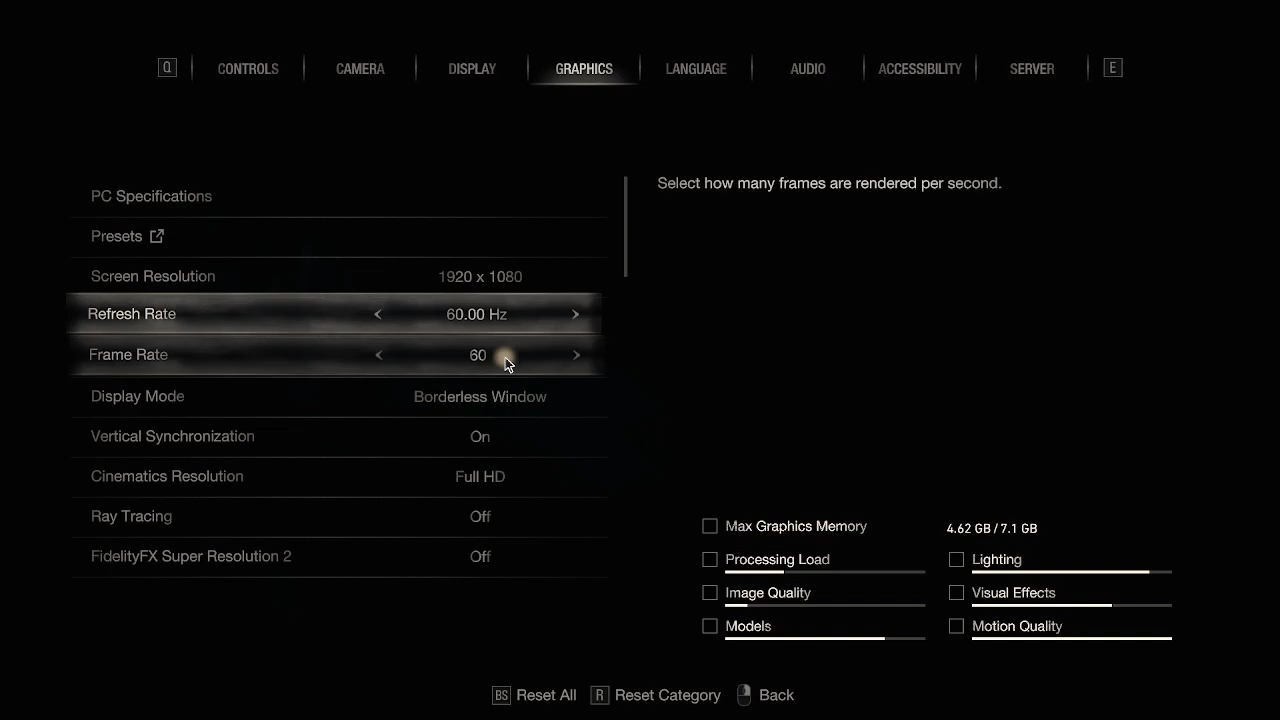 Q CONTROLS CAMERA DISPLAY GRAPHICS LANGUAGE AUDIO ACCESSIBILITY SERVER E
PC Specifications
Presets
Screen Resolution 1920 x 1080
Refresh Rate < 60.00 Hz >
Frame Rate < 60 >
Display Mode Borderless Window
Vertical Synchronization On
Cinematics Resolution Full HD
Ray Tracing Off
FidelityFX Super Resolution 2 Off
Select how many frames are rendered per second.
Max Graphics Memory 4.62 GB / 7.1 GB
Processing Load Lighting
Image Quality Visual Effects
Models Motion Quality
BS Reset All R Reset Category Back